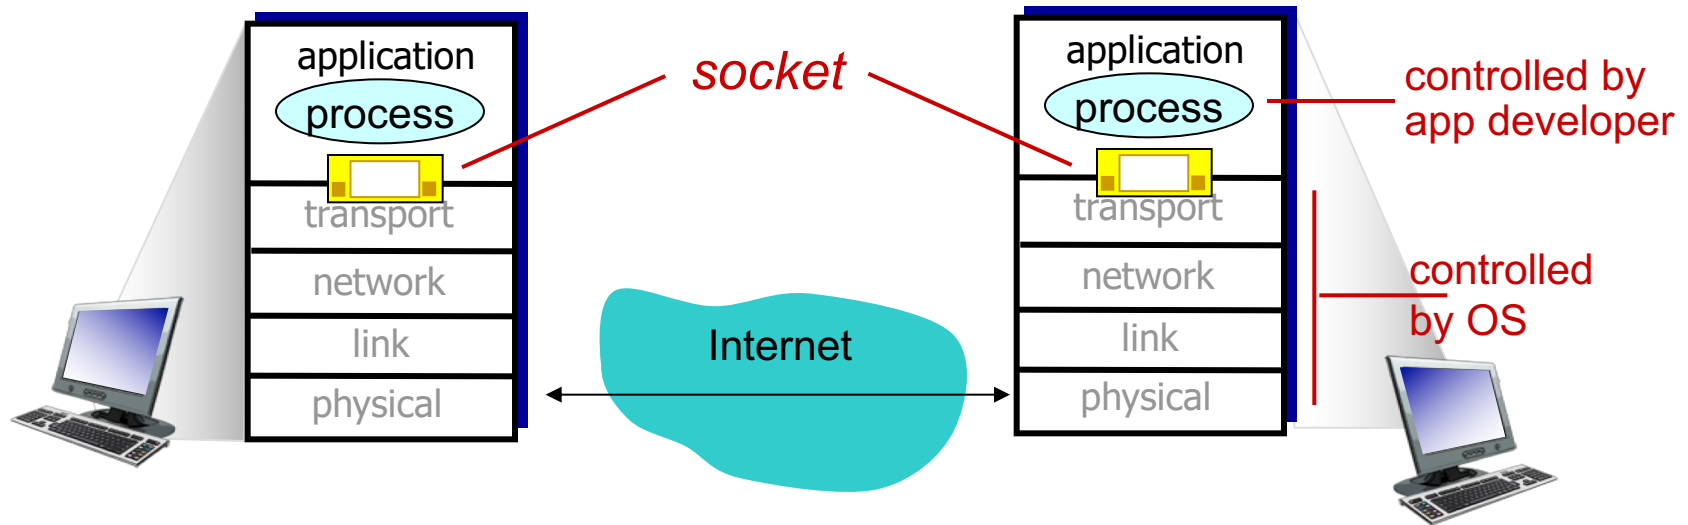 application
process
transport
network
link
physical
socket
Internet
application
process
transport
network
link
physical
controlled by
app developer
controlled
by OS